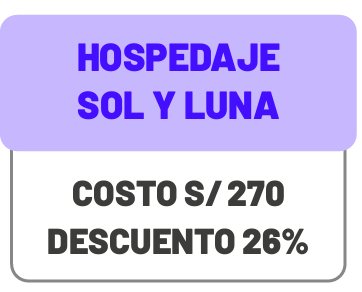 HOSPEDAJE
SOL Y LUNA
COSTO S/ 270
DESCUENTO 26%